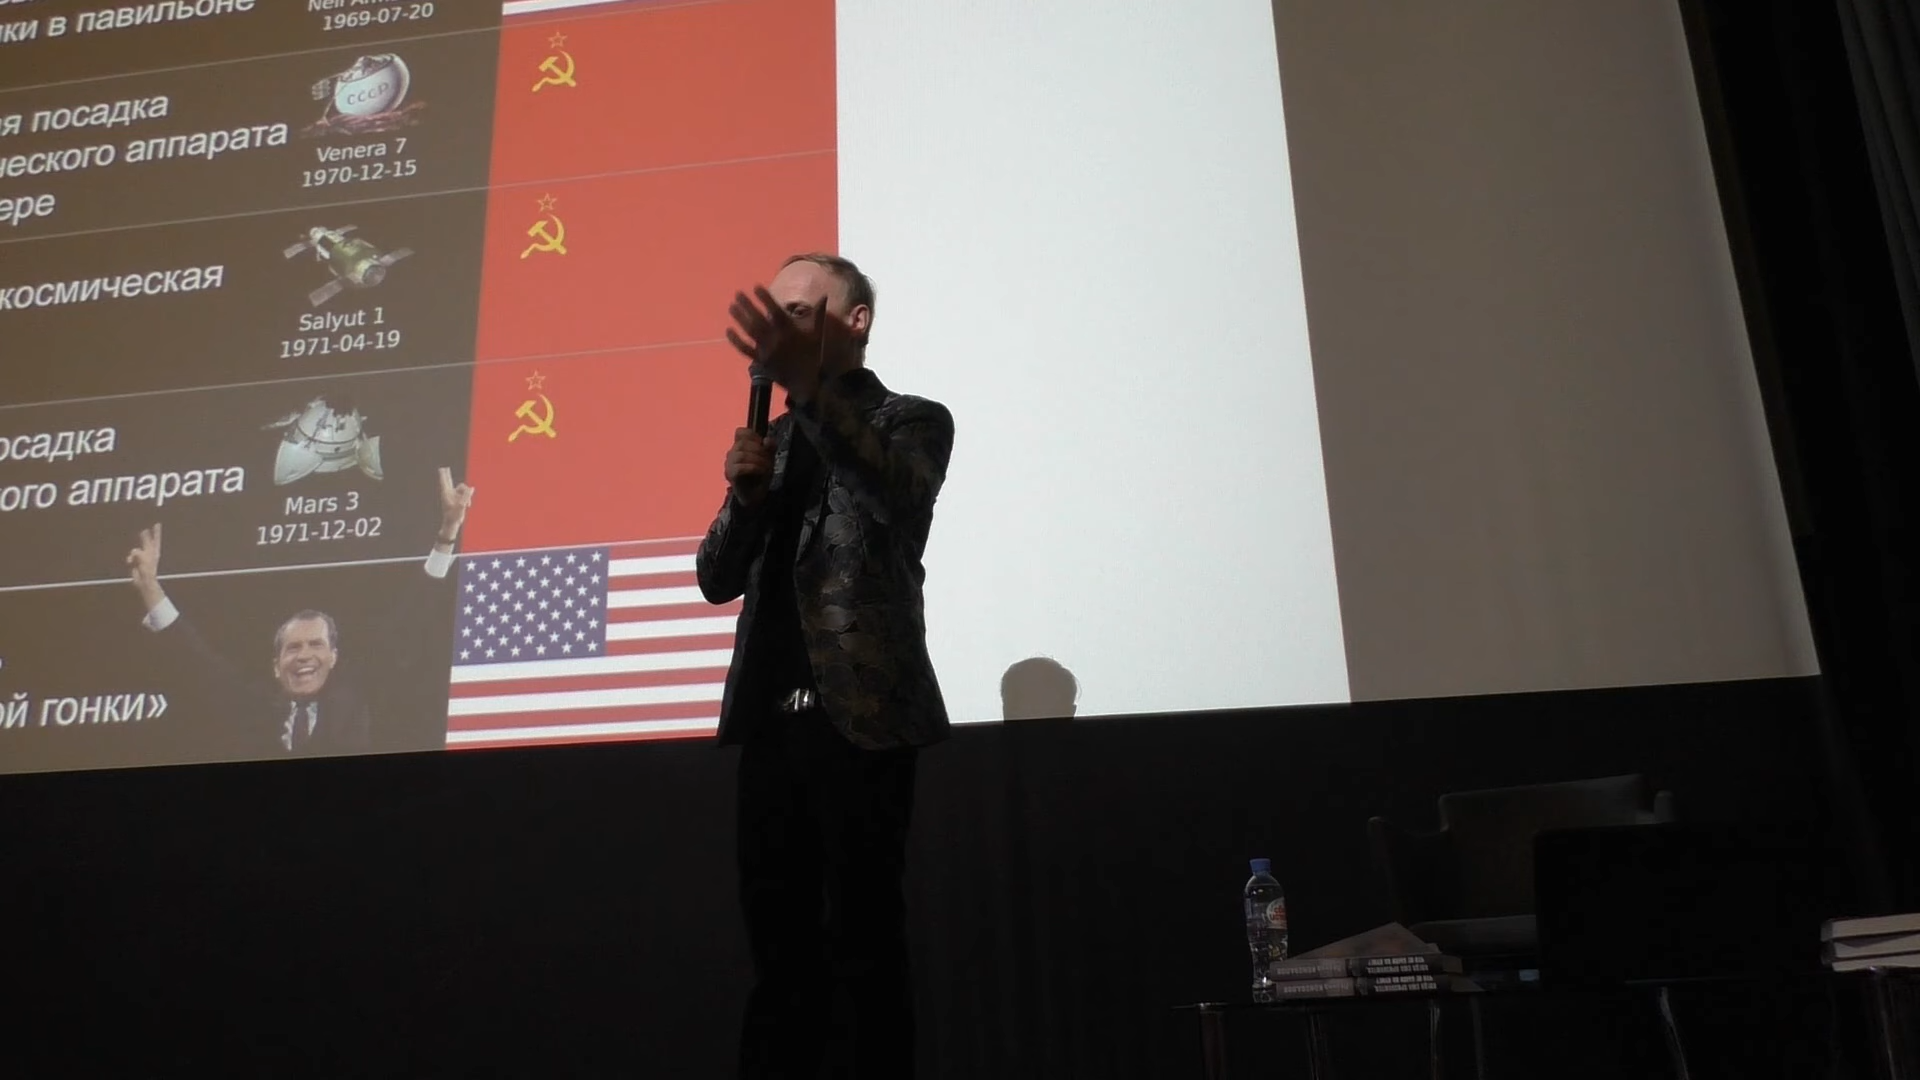 ки в павильоне
1969-07-20
я посадка
ческого аппарата
ере
СССР
Venera 7
1970-12-15
космическая
Salyut 1
1971-04-19
осадка
ого аппарата
Mars 3
1971-12-02
ой гонки»